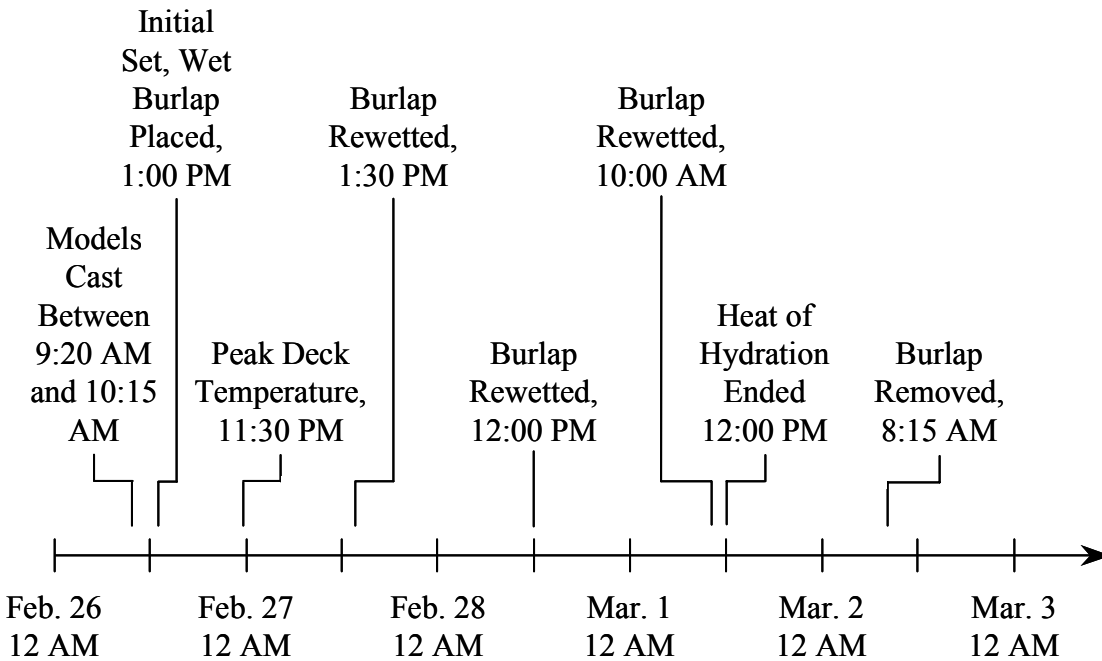 Initial
Set, Wet
Burlap
Placed,
1:00 PM
Burlap
Rewetted,
1:30 PM
Burlap
Rewetted,
10:00 AM
Models
Cast
Between
9:20 AM
and 10:15
AM
Peak Deck
Temperature,
11:30 PM
Burlap
Rewetted,
12:00 PM
Heat of
Hydration
Ended
12:00 PM
Burlap
Removed,
8:15 AM
Feb. 26
12 AM
Feb. 27
12 AM
Feb. 28
12 AM
Mar. 1
12 AM
Mar. 2
12 AM
Mar. 3
12 AM